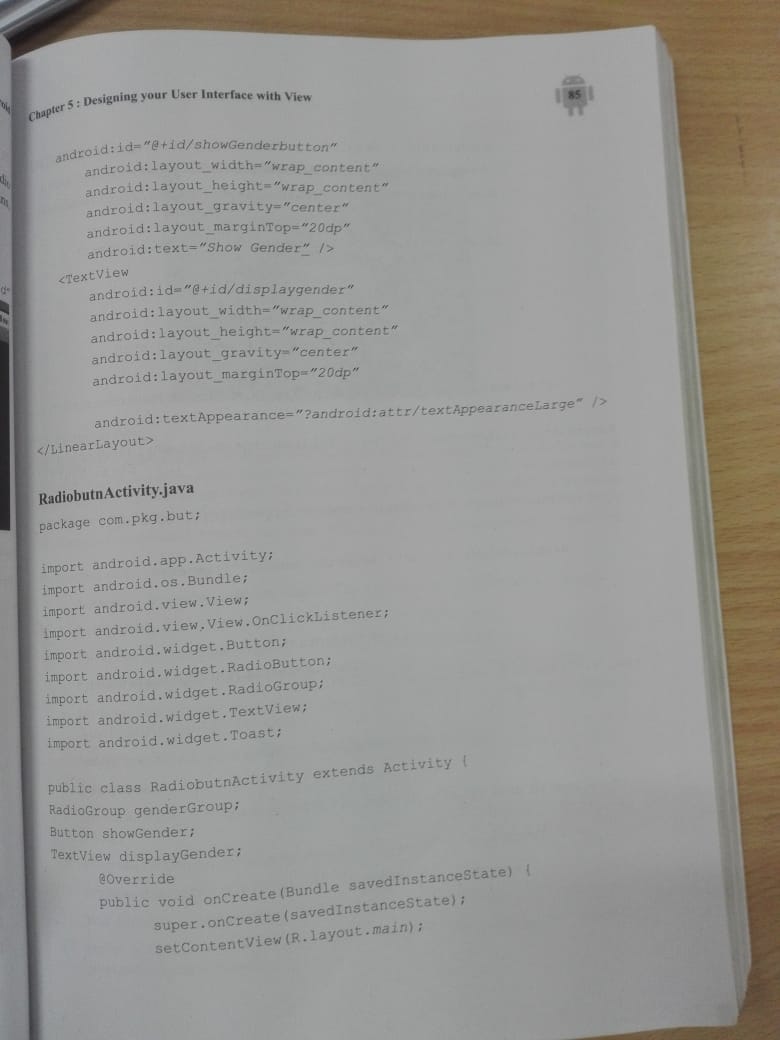 Chapter 5 : Designing your User Interface with View
85
android:id="@+id/showGenderbutton"
android:layout_width="wrap_content"
android:layout_height="wrap_content"
android:layout_gravity="center"
android:layout_marginTop="20dp"
android:text="Show Gender" />
<TextView
android:id="@+id/displaygender"
android:layout_width="wrap_content"
android:layout_height="wrap_content"
android:layout_gravity="center"
android:layout_marginTop="20dp"
android:textAppearance="?android:attr/textAppearanceLarge" />
</LinearLayout>
RadiobutnActivity.java
package com.pkg.but;
import android.app.Activity;
import android.os.Bundle;
import android.view.View;
import android.view.View.OnClickListener;
import android.widget.Button;
import android.widget.RadioButton;
import android.widget.RadioGroup;
import android.widget.TextView;
import android.widget.Toast;
public class RadiobutnActivity extends Activity {
RadioGroup genderGroup;
Button showGender;
TextView displayGender;
@Override
public void onCreate(Bundle savedInstanceState) {
super.onCreate(savedInstanceState);
setContentView(R.layout.main);